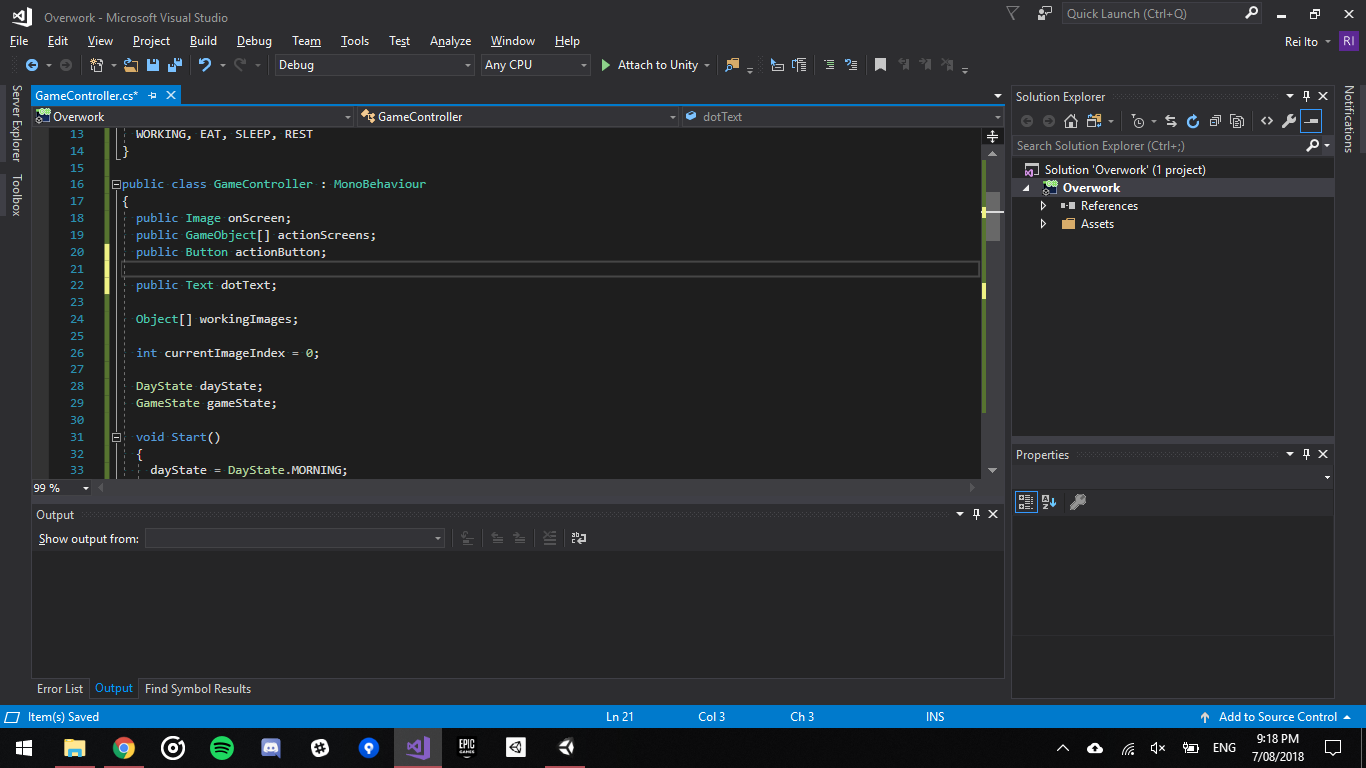 Overwork - Microsoft Visual Studio
Quick Launch (Ctrl+Q)
File Edit View Project Build Debug Team Tools Test Analyze Window Help
Rei Ito RI
Debug Any CPU Attach to Unity
Server Explorer
Toolbox
GameController.cs*
Overwork GameController dotText
13 WORKING, EAT, SLEEP, REST
14 }
15
16 public class GameController : MonoBehaviour
17 {
18 public Image onScreen;
19 public GameObject[] actionScreens;
20 public Button actionButton;
21
22 public Text dotText;
23
24 Object[] workingImages;
25
26 int currentImageIndex = 0;
27
28 DayState dayState;
29 GameState gameState;
30
31 void Start()
32 {
33 dayState = DayState.MORNING;
99 %
Output
Show output from:
Error List Output Find Symbol Results
Solution Explorer
Search Solution Explorer (Ctrl+;)
Solution 'Overwork' (1 project)
Overwork
References
Assets
Properties
Notifications
Item(s) Saved Ln 21 Col 3 Ch 3 INS Add to Source Control
EPIC GAMES
ENG
9:18 PM
7/08/2018